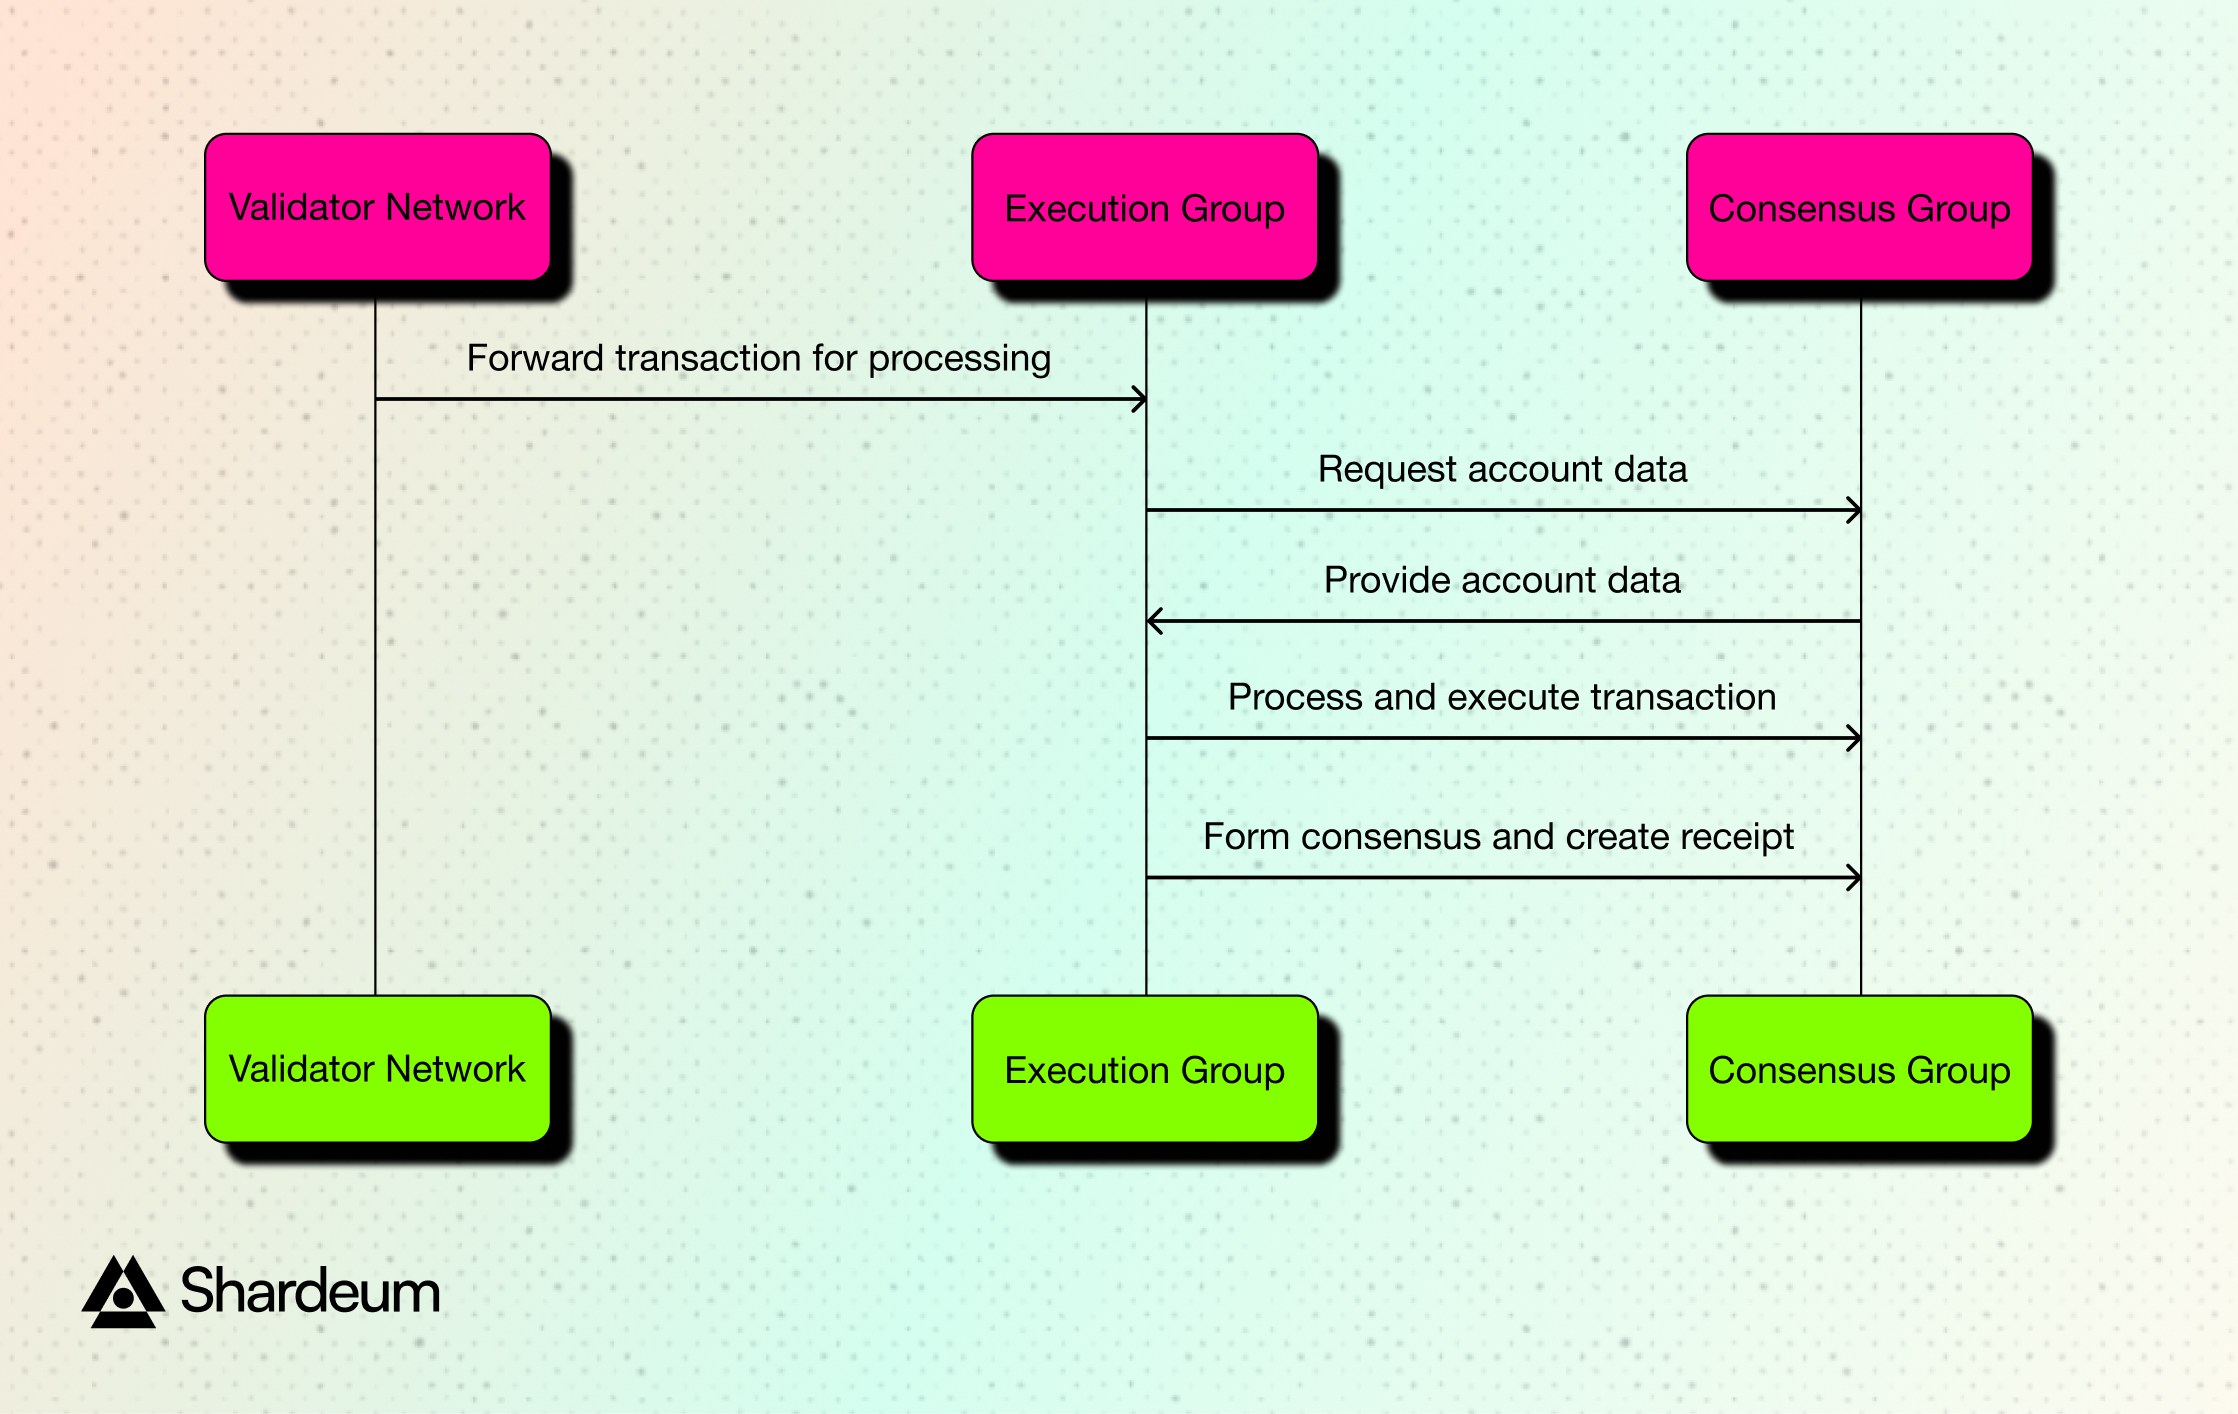 Validator Network
Execution Group
Consensus Group
Forward transaction for processing
Request account data
Provide account data
Process and execute transaction
Form consensus and create receipt
Validator Network
Execution Group
Consensus Group
Shardeum